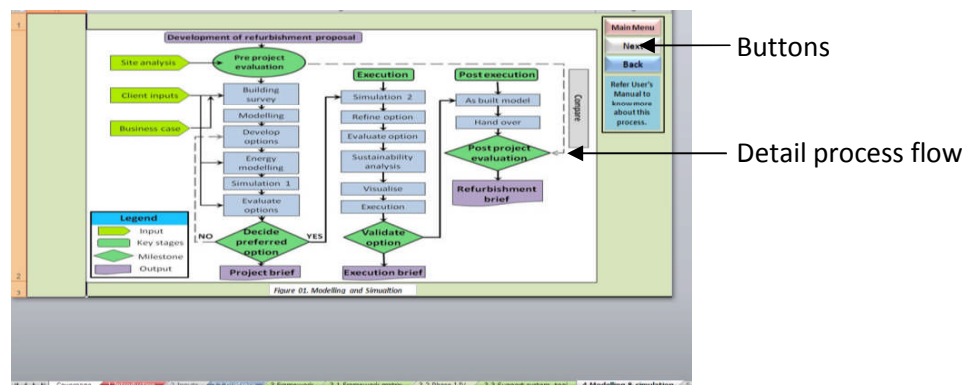 1
2
3
Development of refurbishment proposal
Site analysis
Client inputs
Business case
Pre project
evaluation
Building
survey
Modelling
Develop
options
Energy
modelling
Simulation 1
Evaluate
options
Decide
preferred
option
NO
YES
Project brief
Execution
Simulation 2
Refine option
Evaluate option
Sustainability
analysis
Visualise
Execution
Validate
option
Execution brief
Post execution
As built model
Hand over
Post project
evaluation
Refurbishment
brief
Compare
Legend
Input
Key stages
Milestone
Output
Figure 01. Modelling and Simualtion
Main Menu
Next
Back
Refer User's
Manual to
know more
about this
process.
Buttons
Detail process flow